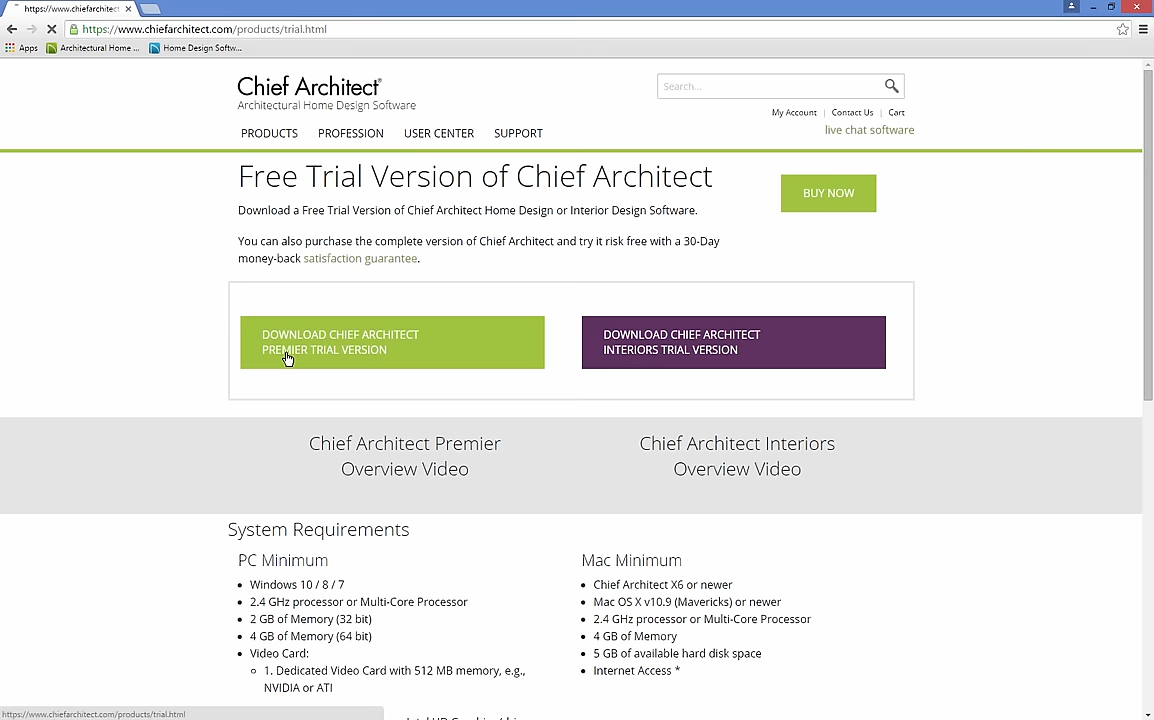 https://www.chiefarchitect
https://www.chiefarchitect.com/products/trial.html
Apps
Architectural Home ...
Home Design Softw...
Chief Architect®
Architectural Home Design Software
Search...
My Account | Contact Us | Cart
live chat software
PRODUCTS
PROFESSION
USER CENTER
SUPPORT
Free Trial Version of Chief Architect
BUY NOW
Download a Free Trial Version of Chief Architect Home Design or Interior Design Software.
You can also purchase the complete version of Chief Architect and try it risk free with a 30-Day
money-back satisfaction guarantee.
DOWNLOAD CHIEF ARCHITECT
PREMIER TRIAL VERSION
DOWNLOAD CHIEF ARCHITECT
INTERIORS TRIAL VERSION
Chief Architect Premier
Overview Video
Chief Architect Interiors
Overview Video
System Requirements
PC Minimum
Windows 10 / 8 / 7
2.4 GHz processor or Multi-Core Processor
2 GB of Memory (32 bit)
4 GB of Memory (64 bit)
Video Card:
1. Dedicated Video Card with 512 MB memory, e.g.,
NVIDIA or ATI
Mac Minimum
Chief Architect X6 or newer
Mac OS X v10.9 (Mavericks) or newer
2.4 GHz processor or Multi-Core Processor
4 GB of Memory
5 GB of available hard disk space
Internet Access *
https://www.chiefarchitect.com/products/trial.html